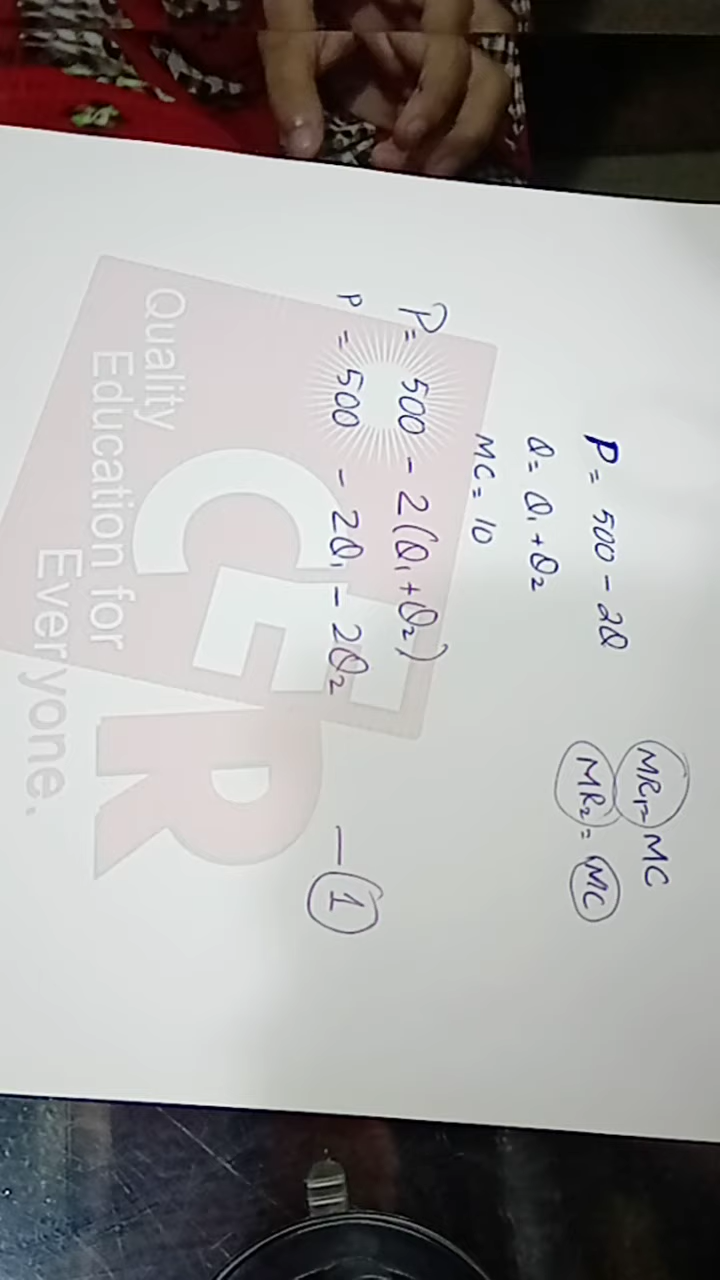 P = 500 - 2Q
Q = Q₁ + Q₂
MC = 10
MR₁ = MC
MR₂ = MC
P = 500 - 2(Q₁ + Q₂)
P = 500 - 2Q₁ - 2Q₂ - 1
CER
Quality
Education for
Everyone.